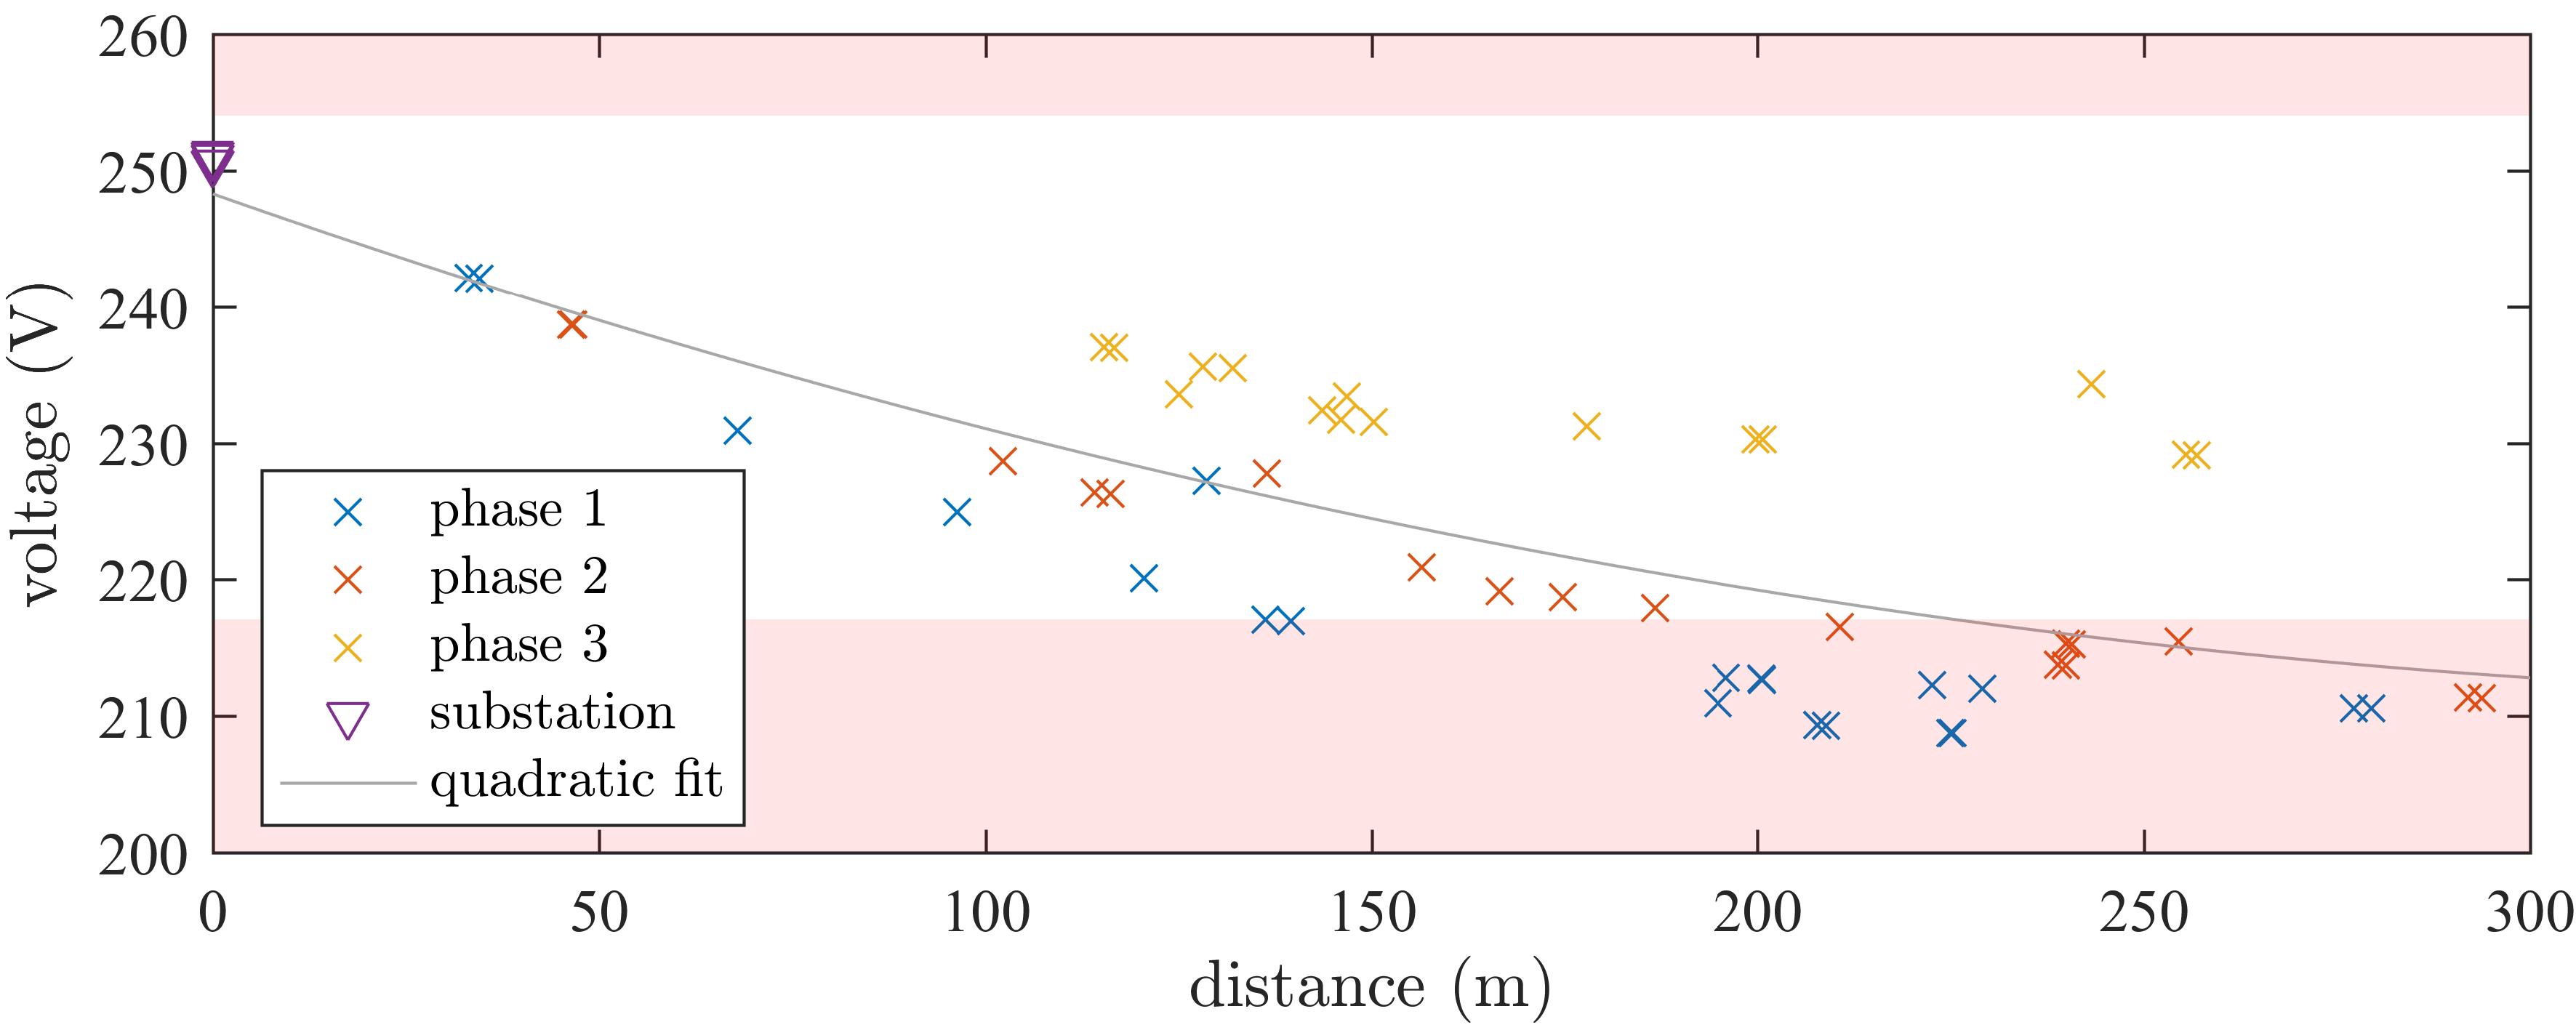 260
250
240
230
220
210
200
voltage (V)
phase 1
phase 2
phase 3
substation
quadratic fit
0 50 100 150 200 250 300
distance (m)